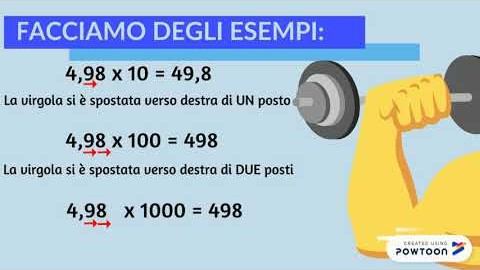 FACCIAMO DEGLI ESEMPI:
4,98 x 10 = 49,8
La virgola si è spostata verso destra di UN posto
4,98 x 100 = 498
La virgola si è spostata verso destra di DUE posti
4,98 x 1000 = 498
CREATED USING
POWTOON